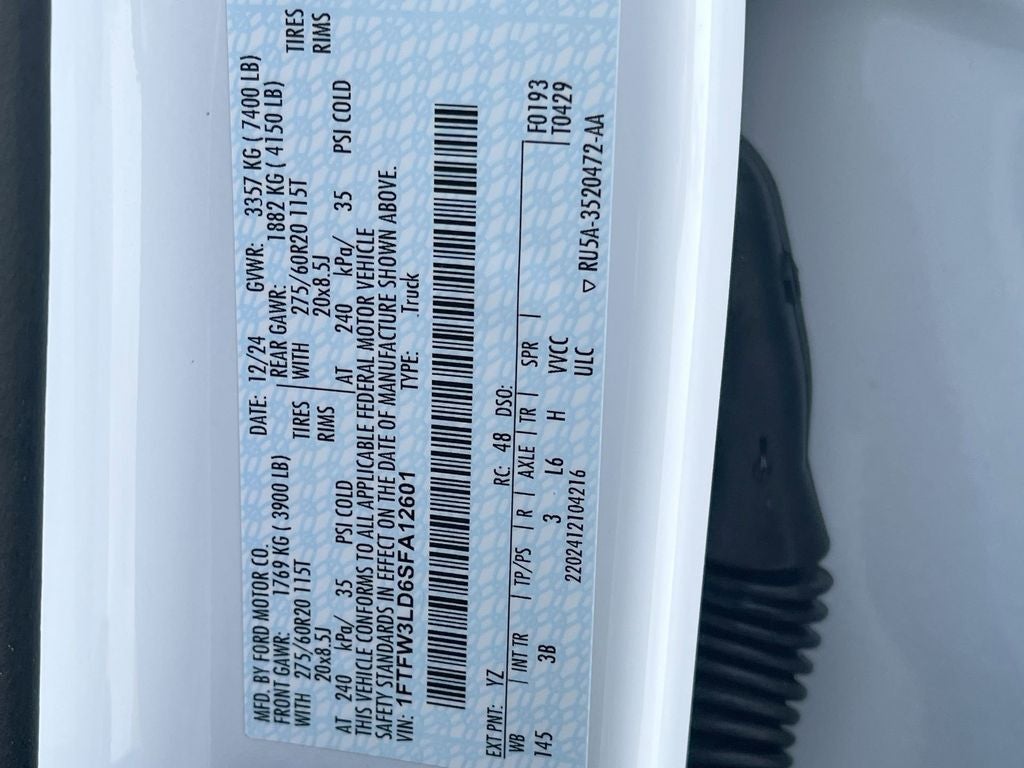 MFD. BY FORD MOTOR CO. DATE: 12/24 GVWR: 3357 KG ( 7400 LB)
FRONT GAWR: 1769 KG ( 3900 LB) REAR GAWR: 1882 KG ( 4150 LB)
WITH 275/60R20 115T TIRES WITH 275/60R20 115T TIRES
20x8.5J RIMS 20x8.5J RIMS
AT 240 kPa/ 35 PSI COLD AT 240 kPa/ 35 PSI COLD
THIS VEHICLE CONFORMS TO ALL APPLICABLE FEDERAL MOTOR VEHICLE
SAFETY STANDARDS IN EFFECT ON THE DATE OF MANUFACTURE SHOWN ABOVE.
VIN: 1FTFW3LD6SFA12601 TYPE: Truck
EXT PNT: YZ RC: 48 DSO: F0193
WB INT TR TP/PS R AXLE TR SPR T0429
145 3B 3 L6 H VVCC
2202412104216 ULC ▽ RU5A-3520472-AA